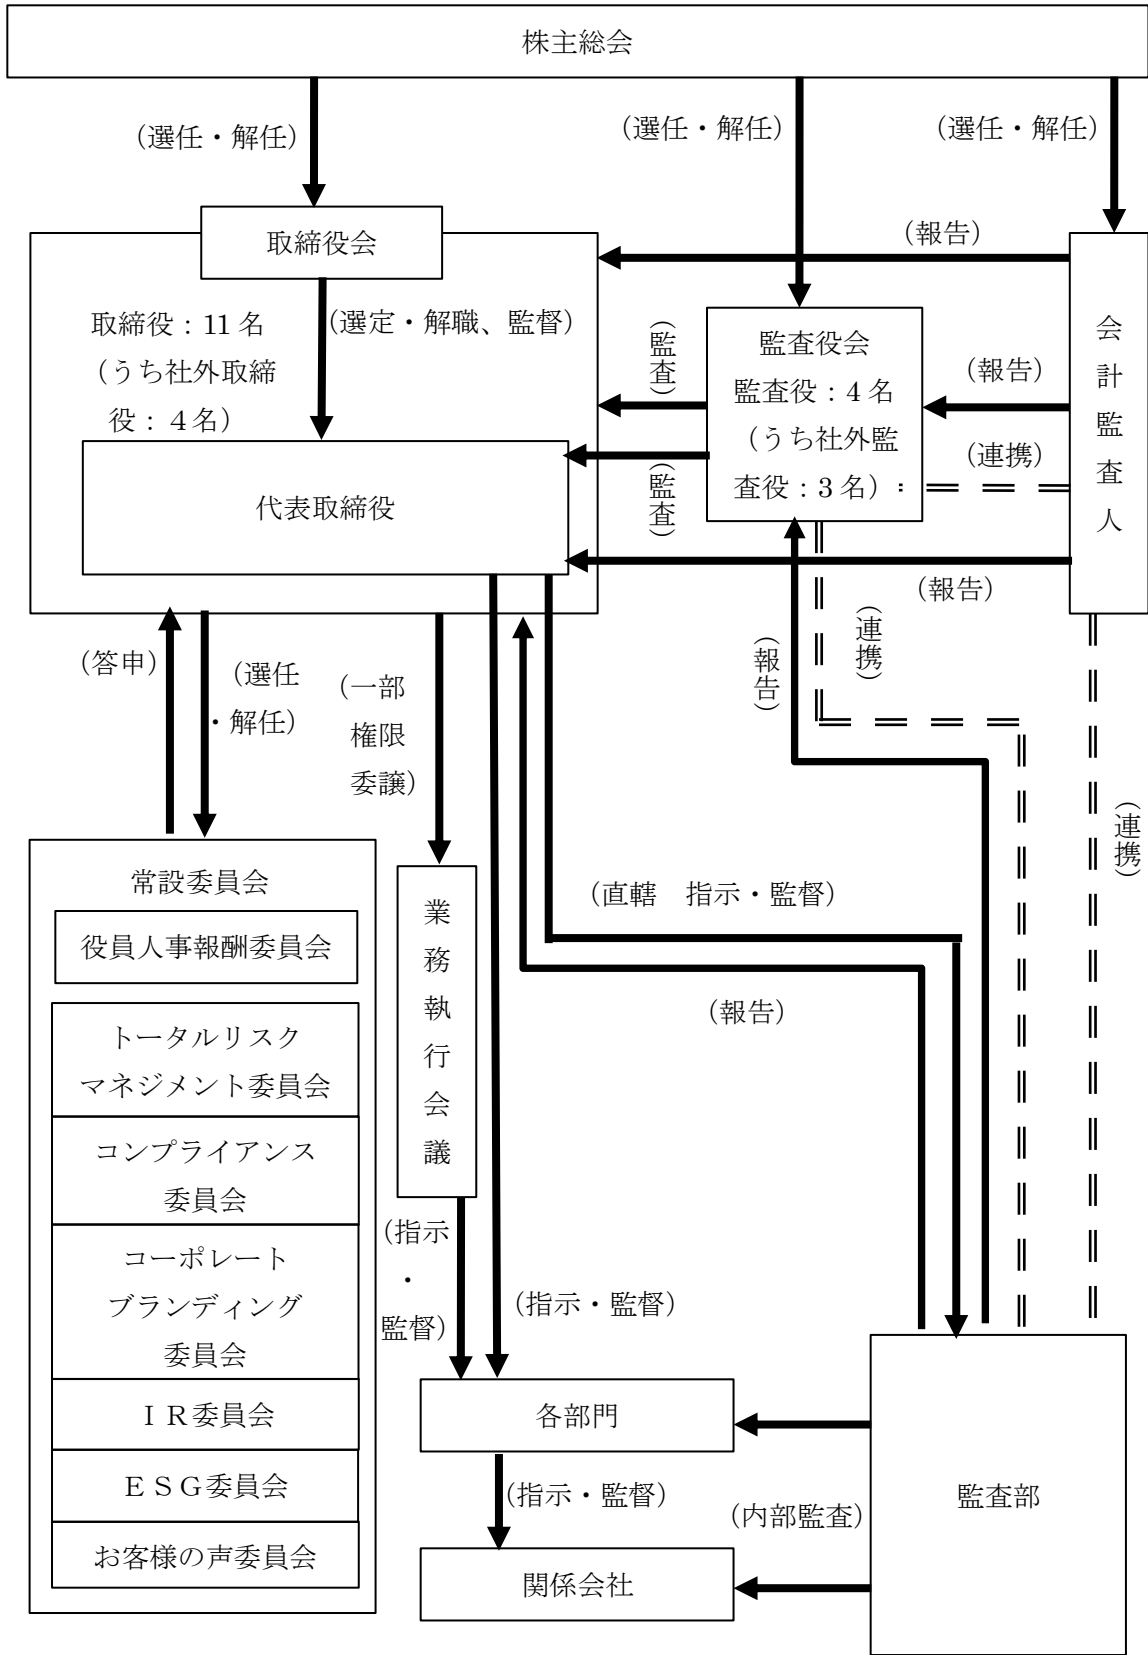 株主総会
（選任・解任）
（選任・解任）
（選任・解任）
取締役会
（報告）
取締役：11名
（うち社外取締
役：4名）
（選定・解職、監督）
（監査）
監査役会
監査役：4名
（うち社外監
査役：3名）
（報告）
（連携）
会計監査人
代表取締役
（監査）
（報告）
（答申）
（選任
・解任）
（一部
権限
委譲）
（報告）
（連携）
（連携）
常設委員会
役員人事報酬委員会
トータルリスク
マネジメント委員会
コンプライアンス
委員会
コーポレート
ブランディング
委員会
ＩＲ委員会
ＥＳＧ委員会
お客様の声委員会
業務執行会議
（直轄　指示・監督）
（報告）
（指示
・
監督）
（指示・監督）
各部門
（指示・監督）
関係会社
（内部監査）
監査部